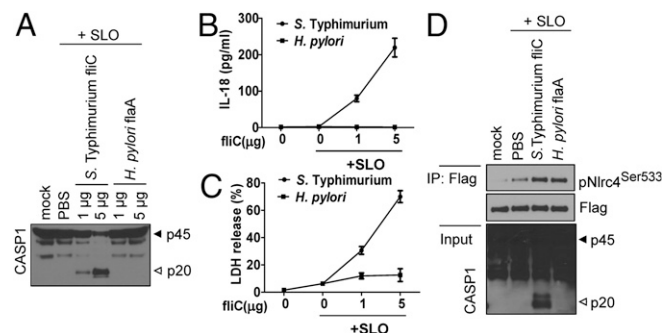 A
+ SLO
mock
PBS
S. Typhimurium fliC
H. pylori flaA
1 µg
5 µg
1 µg
5 µg
CASP1
p45
p20
B
IL-18 (pg/ml)
300
200
100
0
S. Typhimurium
H. pylori
fliC(µg)
0
0
1
5
+SLO
C
LDH release (%)
80
60
40
20
0
S. Typhimurium
H. pylori
fliC(µg)
0
0
1
5
+SLO
D
+ SLO
mock
PBS
S.Typhimurium fliC
H. pylori flaA
IP: Flag
pNlrc4Ser533
Flag
Input
CASP1
p45
p20